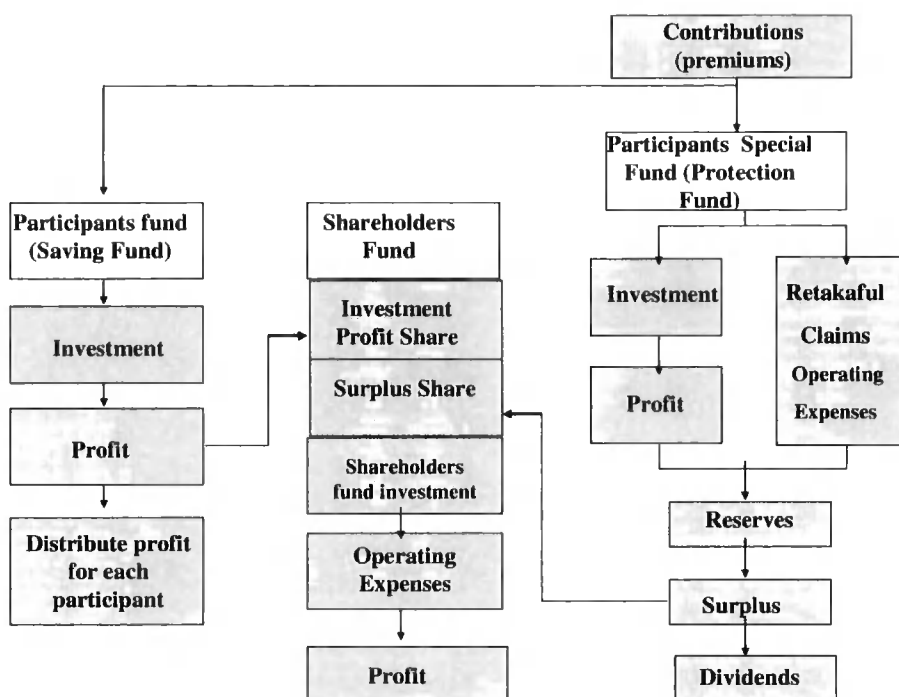 Contributions
(premiums)
Participants Special
Fund (Protection
Fund)
Participants fund
(Saving Fund)
Shareholders
Fund
Investment
Profit Share
Surplus Share
Shareholders
fund investment
Operating
Expenses
Profit
Investment
Profit
Distribute profit
for each
participant
Investment
Profit
Retakaful
Claims
Operating
Expenses
Reserves
Surplus
Dividends